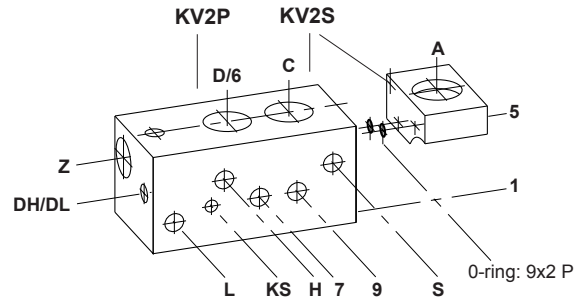 KV2P KV2S
D/6 C A
5
Z
DH/DL 1
L KS H 7 9 S
0-ring: 9x2 P